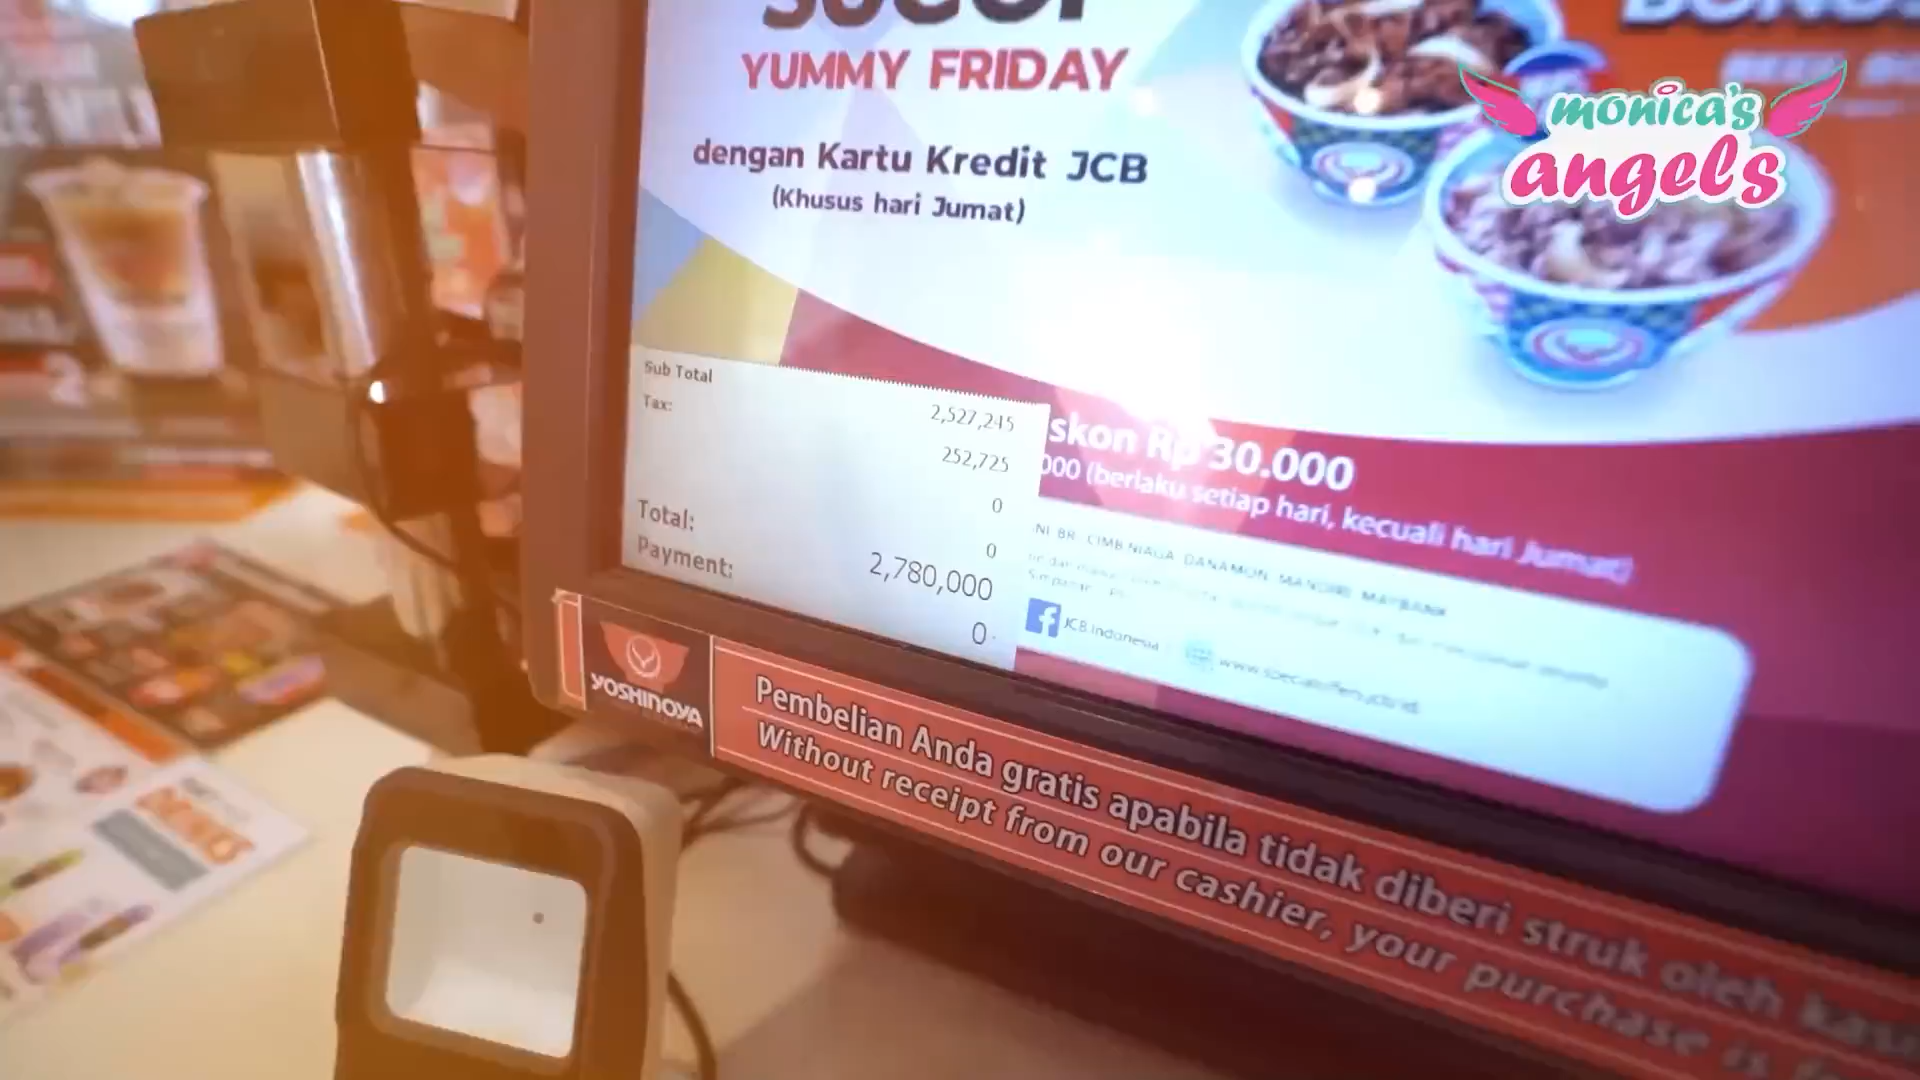 YUMMY FRIDAY
dengan Kartu Kredit JCB
(Khusus hari Jumat)
monica's
angels
Sub Total
2,527,245
Tax:
252,725
0
0
Total:
2,780,000
Payment:
0
skon Rp 30.000
000 (berlaku setiap hari, kecuali hari Jumat)
CIMB NIAGA DANAMON MANDIRI MAYBANK
JCB Indonesia
YOSHINOYA
Pembelian Anda gratis apabila tidak diberi struk oleh
Without receipt from our cashier, your purchase is